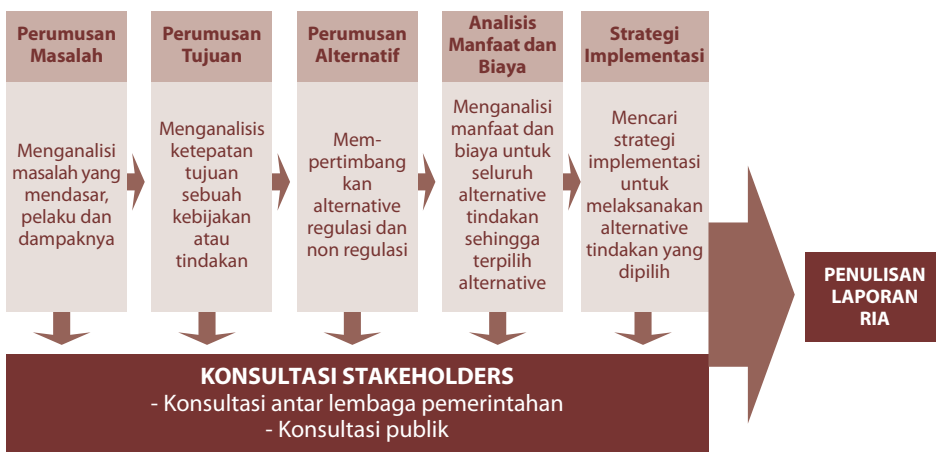 Perumusan
Masalah
Menganalisi
masalah yang
mendasar,
pelaku dan
dampaknya
Perumusan
Tujuan
Menganalisis
ketepatan
tujuan
sebuah
kebijakan
atau
tindakan
Perumusan
Alternatif
Mem-
pertimbang
kan
alternative
regulasi dan
non regulasi
Analisis
Manfaat dan
Biaya
Menganalisi
manfaat dan
biaya untuk
seluruh
alternative
tindakan
sehingga
terpilih
alternative
Strategi
Implementasi
Mencari
strategi
implementasi
untuk
melaksanakan
alternative
tindakan yang
dipilih
KONSULTASI STAKEHOLDERS
- Konsultasi antar lembaga pemerintahan
- Konsultasi publik
PENULISAN
LAPORAN
RIA